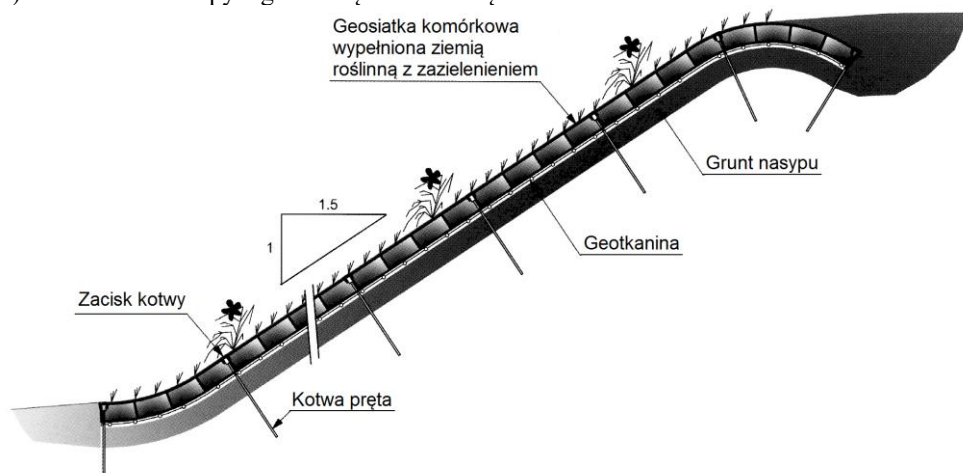 Geosiatka komórkowa
wypełniona ziemią
roślinną z zazielenieniem
Grunt nasypu
1.5
1
Geotkanina
Zacisk kotwy
Kotwa pręta